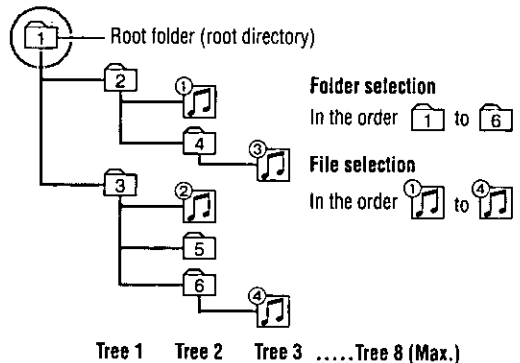 1 Root folder (root directory)
2 ①
Folder selection
In the order 1 to 6
4 ③
File selection
3 ②
In the order ① to ④
5
6 ④
Tree 1 Tree 2 Tree 3 .....Tree 8 (Max.)